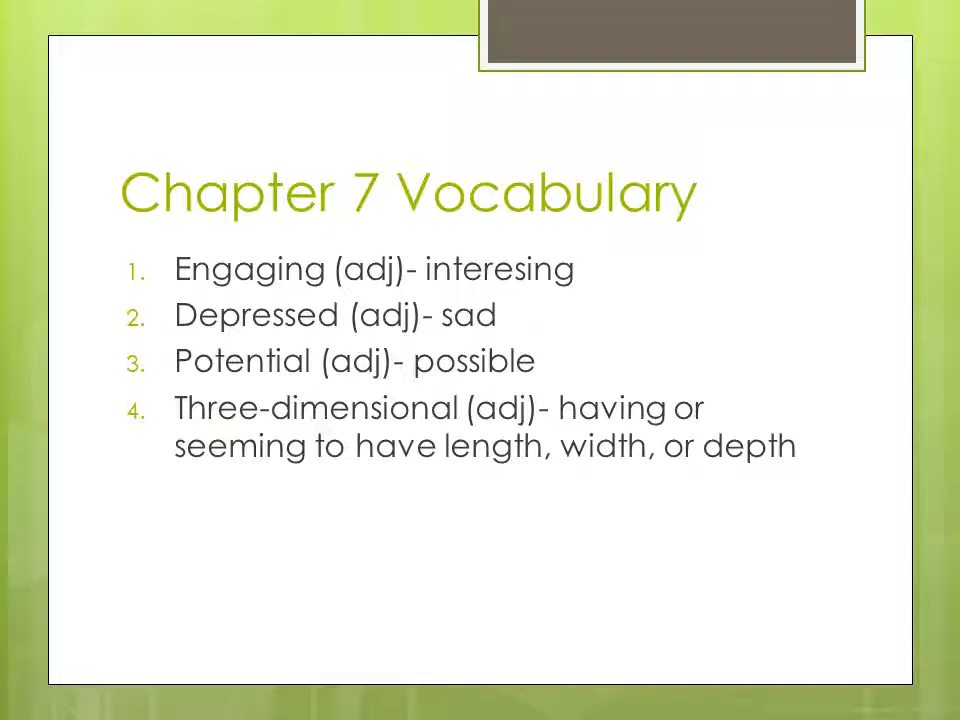 Chapter 7 Vocabulary
1. Engaging (adj)- interesing
2. Depressed (adj)- sad
3. Potential (adj)- possible
4. Three-dimensional (adj)- having or
seeming to have length, width, or depth